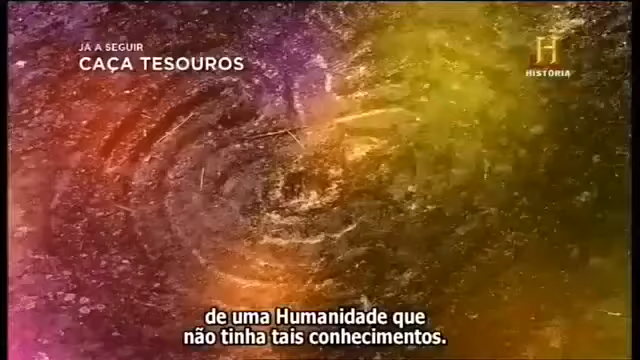 JÁ A SEGUIR
CAÇA TESOUROS
H
HISTÓRIA
de uma Humanidade que
não tinha tais conhecimentos.